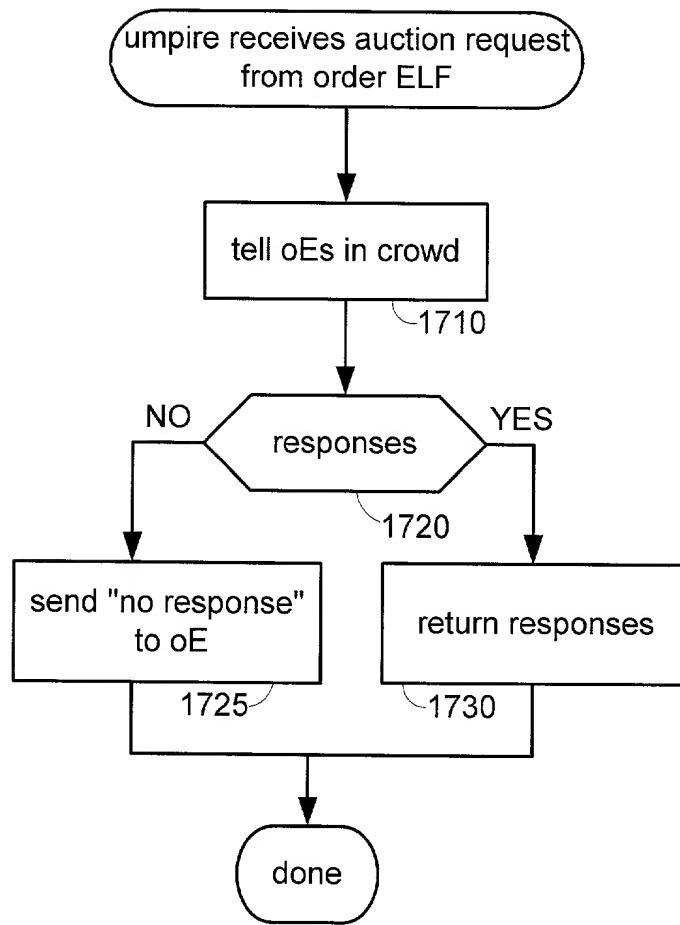 umpire receives auction request
from order ELF
tell oEs in crowd
1710
NO
YES
responses
1720
send "no response"
to oE
return responses
1725
1730
done